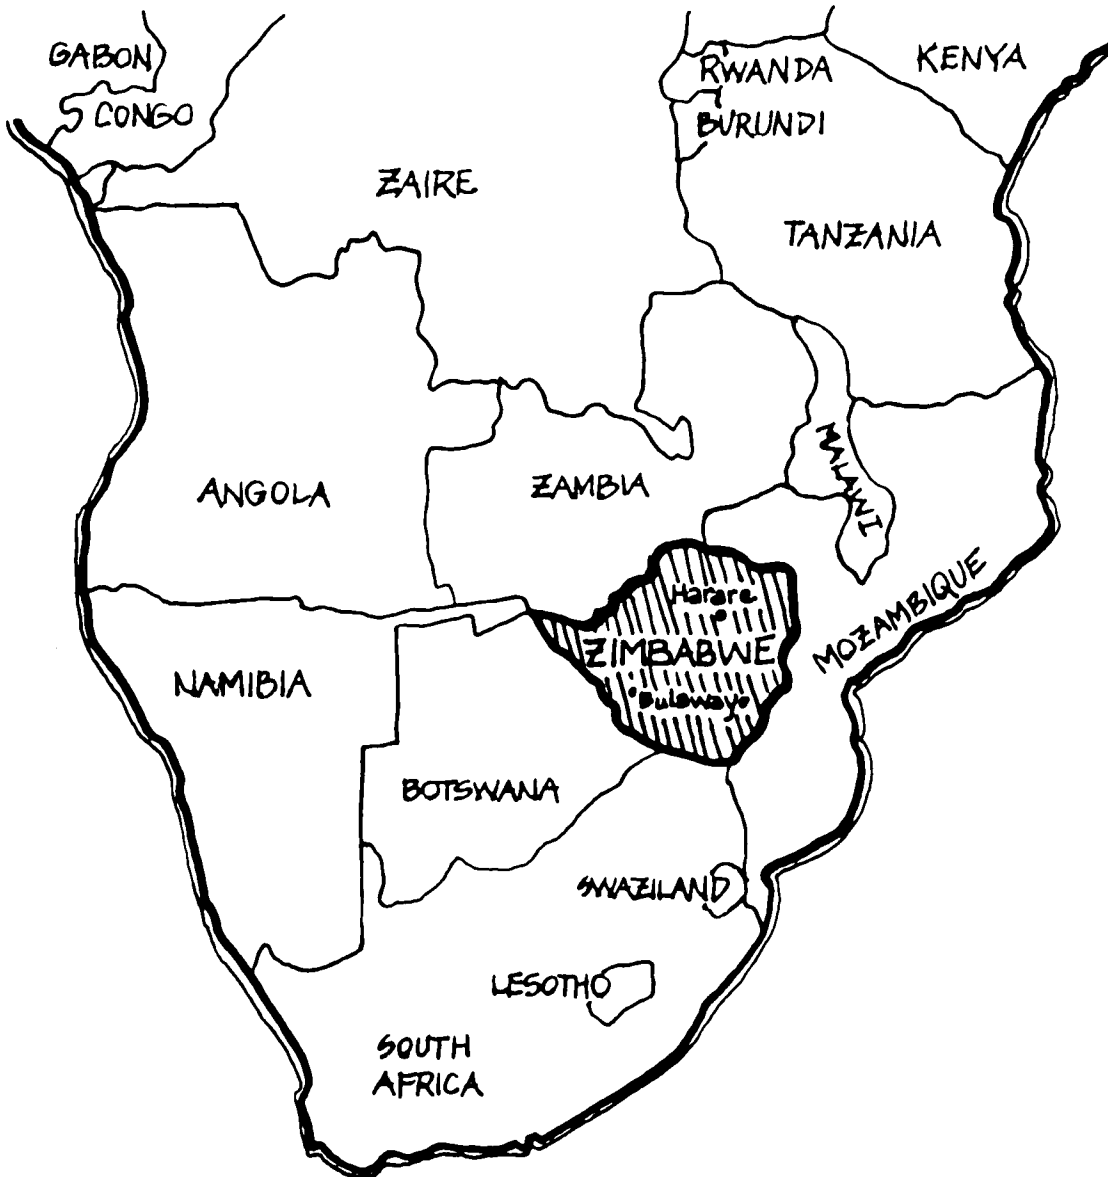 GABON
CONGO
ZAIRE
RWANDA
BURUNDI
KENYA
TANZANIA
ANGOLA
ZAMBIA
MALAWI
MOZAMBIQUE
Harare
ZIMBABWE
Bulawayo
NAMIBIA
BOTSWANA
SWAZILAND
LESOTHO
SOUTH
AFRICA